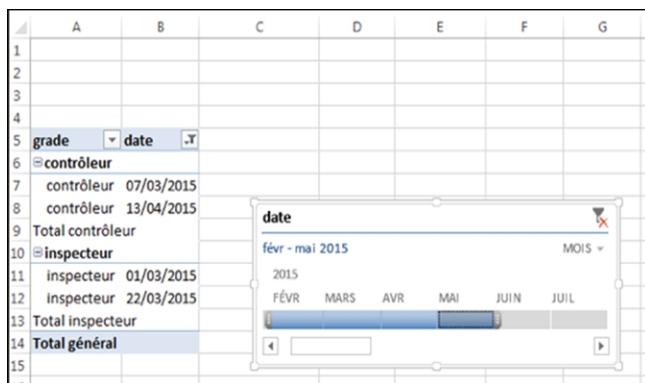 A B C D E F G
1
2
3
4
5 grade date
6 contrôleur
7 contrôleur 07/03/2015
8 contrôleur 13/04/2015
9 Total contrôleur
10 inspecteur
11 inspecteur 01/03/2015
12 inspecteur 22/03/2015
13 Total inspecteur
14 Total général
15
date
févr - mai 2015 MOIS
2015
FÉVR MARS AVR MAI JUIN JUIL